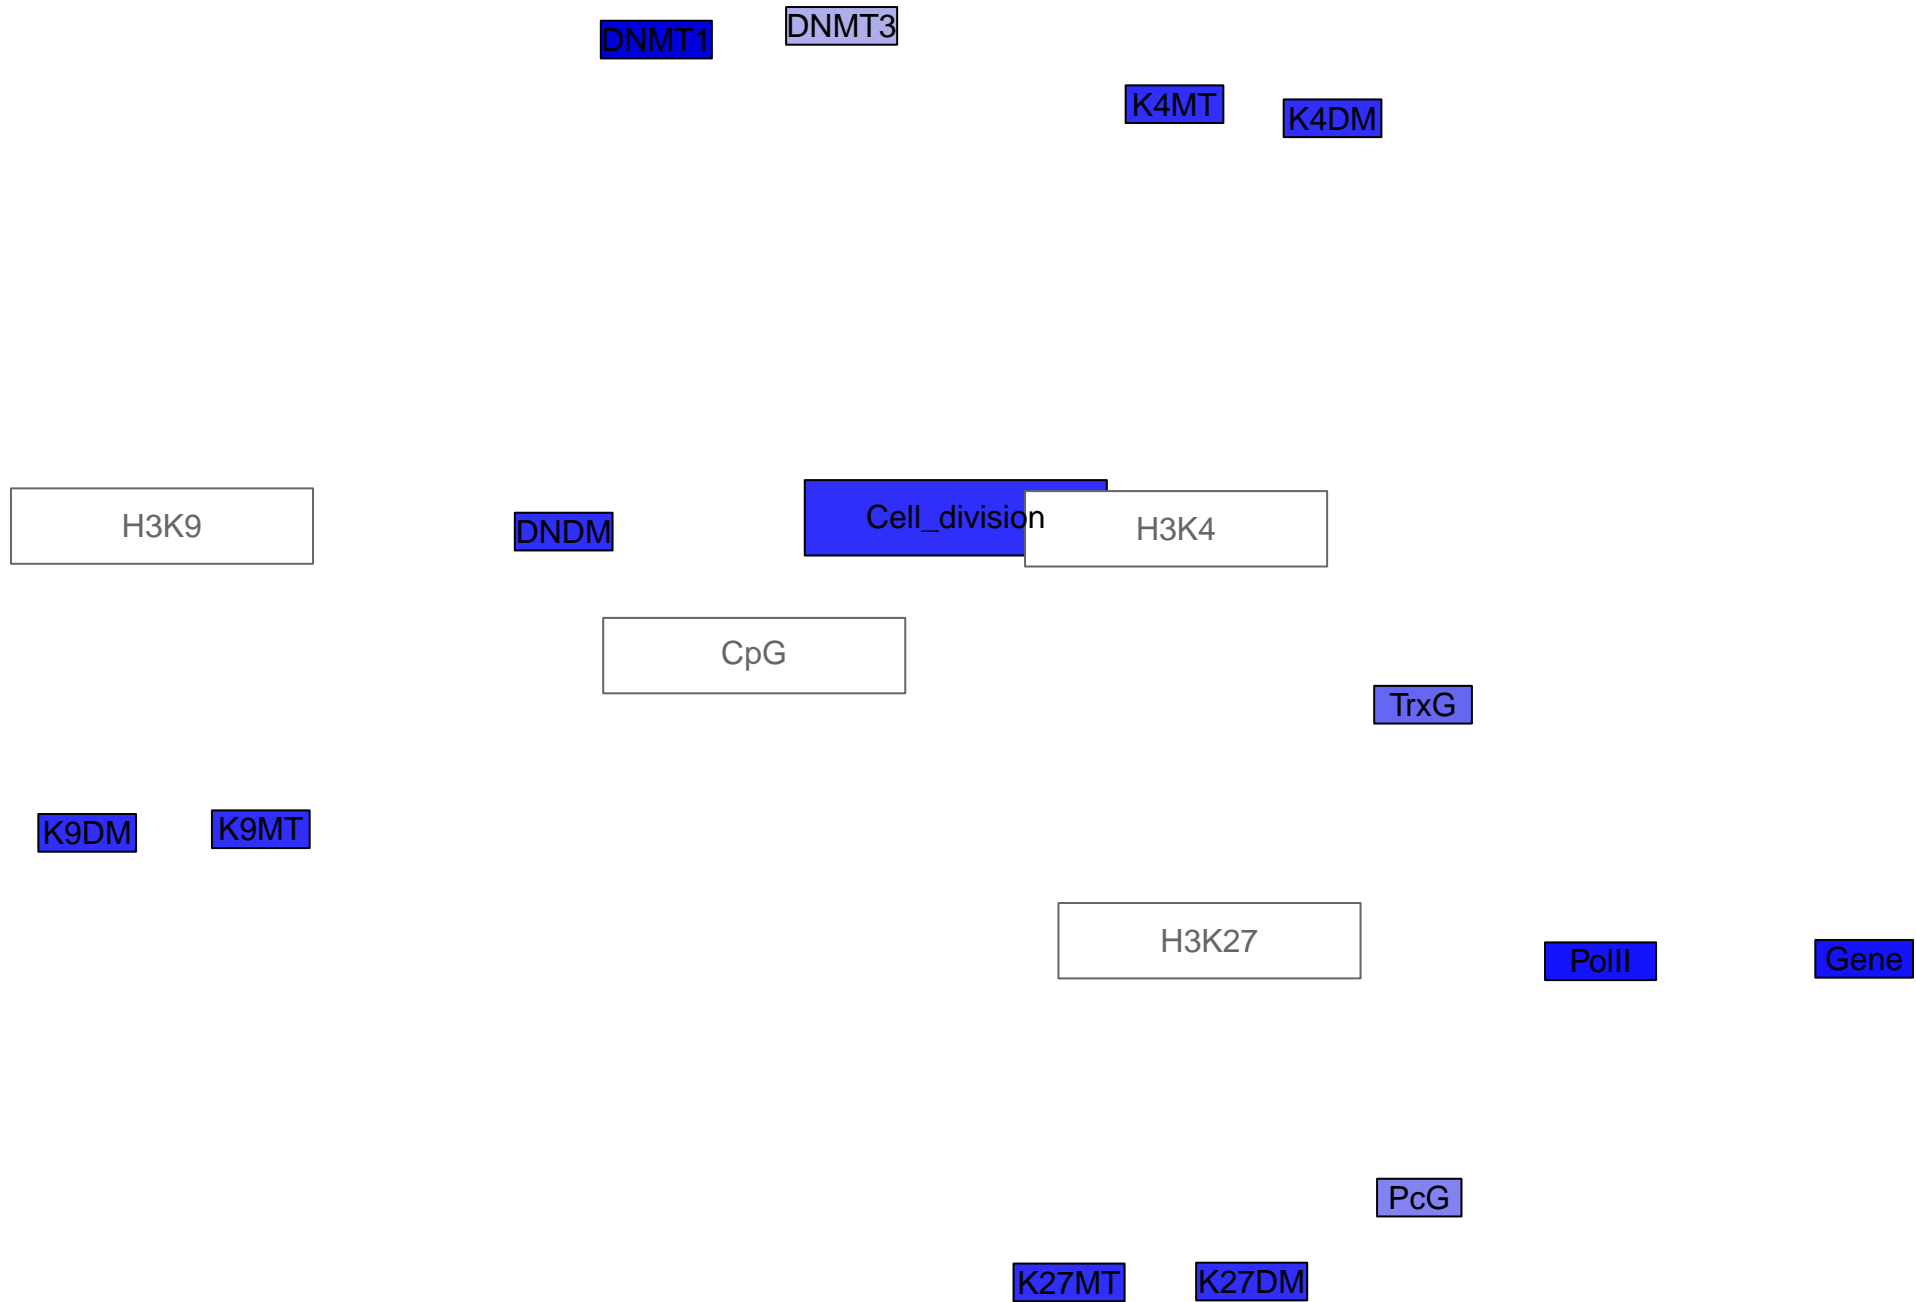 DNMT1
DNMT3
K4MT
K4DM
H3K9
DNDM
Cell_division
H3K4
CpG
TrxG
K9DM
K9MT
H3K27
PolII
Gene
PcG
K27MT
K27DM